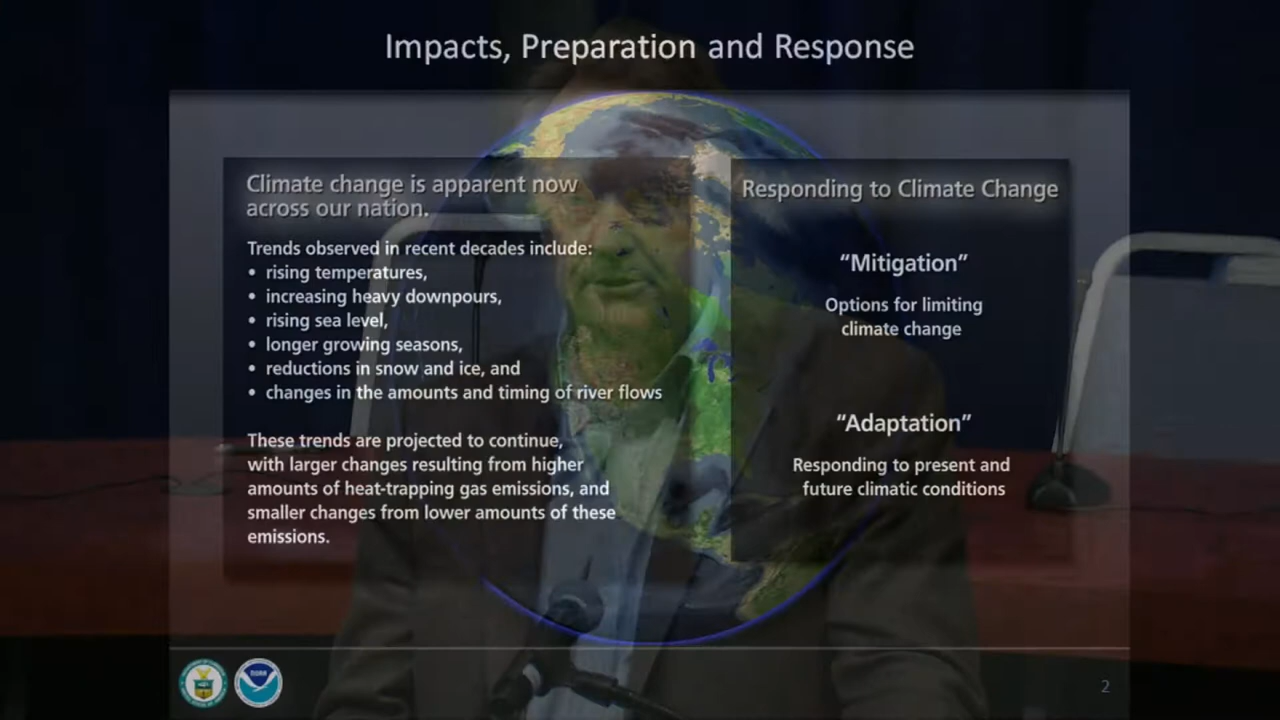 Impacts, Preparation and Response
Climate change is apparent now
across our nation.
Trends observed in recent decades include:
• rising temperatures,
• increasing heavy downpours,
• rising sea level,
• longer growing seasons,
• reductions in snow and ice, and
• changes in the amounts and timing of river flows
These trends are projected to continue,
with larger changes resulting from higher
amounts of heat-trapping gas emissions, and
smaller changes from lower amounts of these
emissions.
Responding to Climate Change
“Mitigation”
Options for limiting
climate change
“Adaptation”
Responding to present and
future climatic conditions
NOAA
2